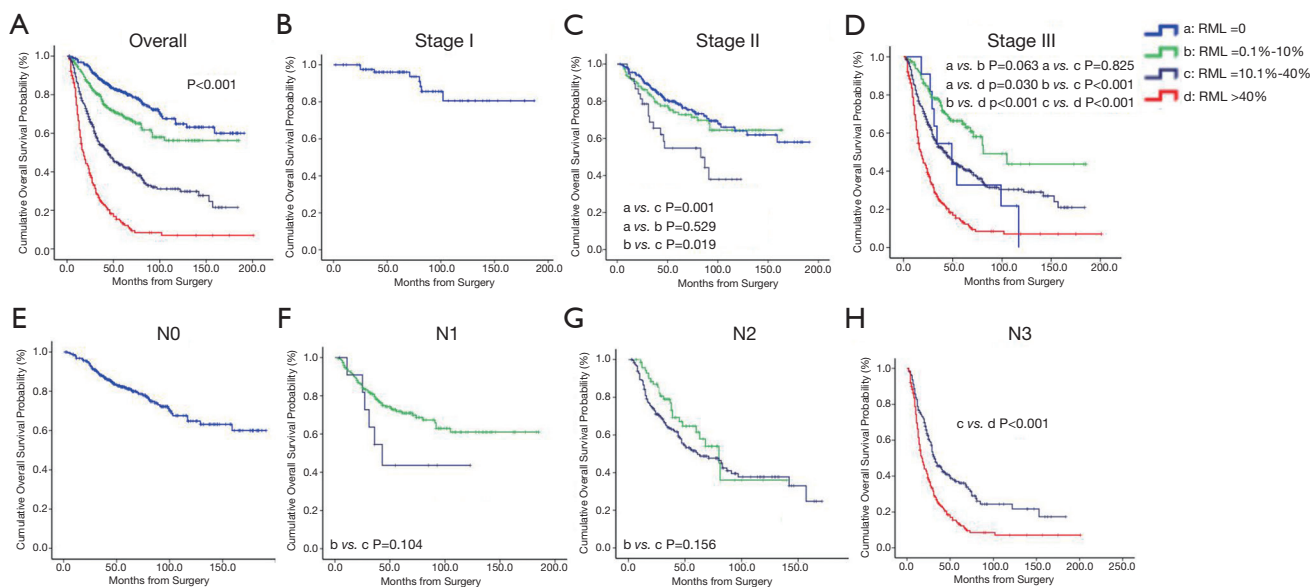 A
Overall
P<0.001
Cumulative Overall Survival Probability (%)
1.0
0.8
0.6
0.4
0.2
0.0
0.0 50.0 100.0 150.0 200.0
Months from Surgery
B
Stage I
Cumulative Overall Survival Probability (%)
1.0
0.8
0.6
0.4
0.2
0.0
0.0 50.0 100.0 150.0 200.0
Months from Surgery
C
Stage II
a vs. c P=0.001
a vs. b P=0.529
b vs. c P=0.019
Cumulative Overall Survival Probability (%)
1.0
0.8
0.6
0.4
0.2
0.0
0.0 50.0 100.0 150.0 200.0
Months from Surgery
D
Stage III
a vs. b P=0.063 a vs. c P=0.825
a vs. d p=0.030 b vs. c P<0.001
b vs. d p<0.001 c vs. d P<0.001
Cumulative Overall Survival Probability (%)
1.0
0.8
0.6
0.4
0.2
0.0
0.0 50.0 100.0 150.0 200.0
Months from Surgery
a: RML =0
b: RML =0.1%-10%
c: RML =10.1%-40%
d: RML >40%
E
N0
Cumulative Overall Survival Probability (%)
1.0
0.8
0.6
0.4
0.2
0.0
0.0 50.0 100.0 150.0 200.0
Months from Surgery
F
N1
b vs. c P=0.104
Cumulative Overall Survival Probability (%)
1.0
0.8
0.6
0.4
0.2
0.0
0.0 50.0 100.0 150.0 200.0
Months from Surgery
G
N2
b vs. c P=0.156
Cumulative Overall Survival Probability (%)
1.0
0.8
0.6
0.4
0.2
0.0
0.0 50.0 100.0 150.0 200.0
Months from Surgery
H
N3
c vs. d P<0.001
Cumulative Overall Survival Probability (%)
1.0
0.8
0.6
0.4
0.2
0.0
0.0 50.0 100.0 150.0 200.0 250.0
Months from Surgery